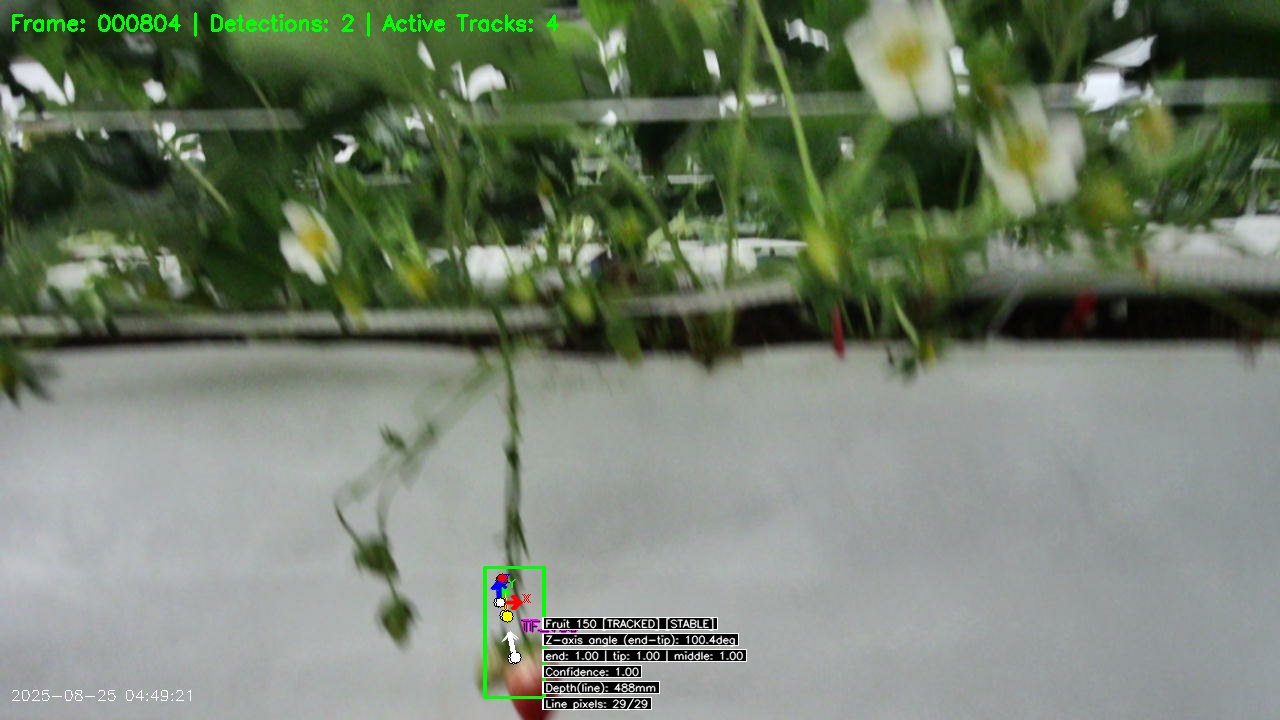 Frame: 000804 | Detections: 2 | Active Tracks: 4
Y
X
Fruit 150 [TRACKED] [STABLE]
Z-axis angle (end-tip): 100.4deg
end: 1.00 | tip: 1.00 | middle: 1.00
Confidence: 1.00
Depth(line): 488mm
2025-08-25 04:49:21
Line pixels: 29/29